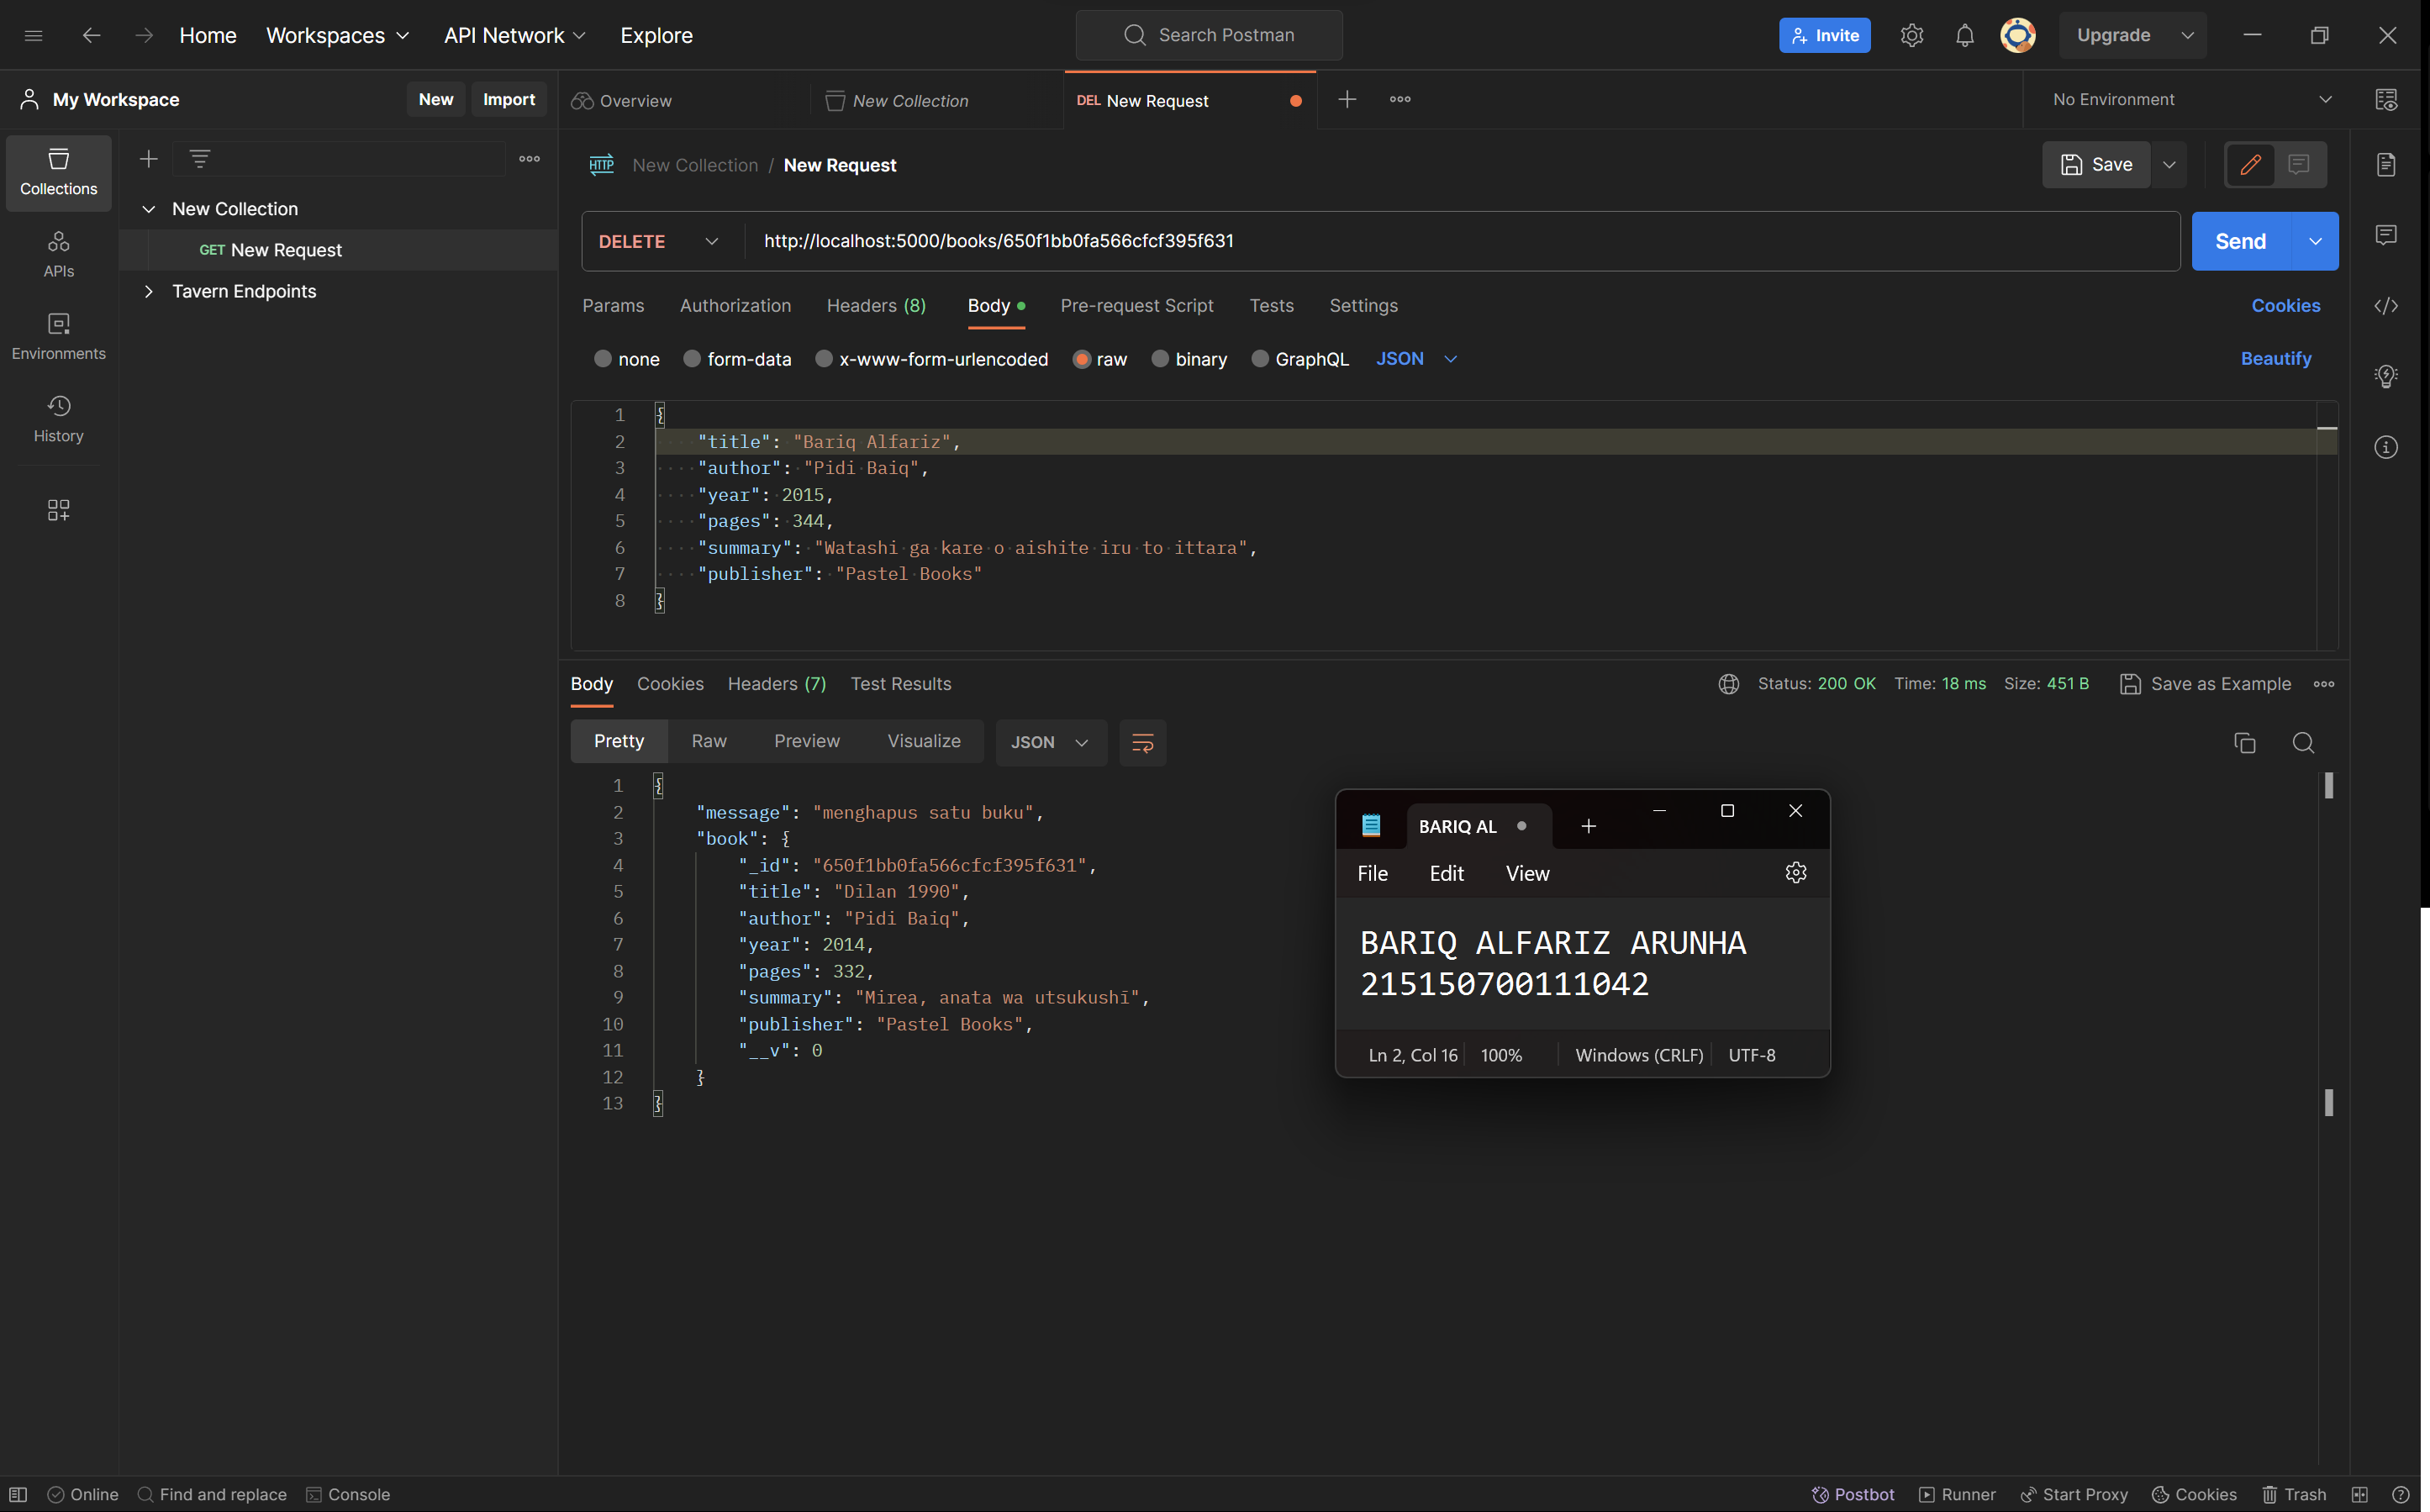 Home Workspaces API Network Explore Search Postman Invite Upgrade
My Workspace New Import Overview New Collection DEL New Request No Environment
Collections
APIs
Environments
History
New Collection
GET New Request
Tavern Endpoints
HTTP New Collection / New Request Save
DELETE http://localhost:5000/books/650f1bb0fa566cfcf395f631 Send
Params Authorization Headers (8) Body Pre-request Script Tests Settings Cookies
none form-data x-www-form-urlencoded raw binary GraphQL JSON Beautify
1 {
2 "title": "Bariq Alfariz",
3 "author": "Pidi Baiq",
4 "year": 2015,
5 "pages": 344,
6 "summary": "Watashi ga kare o aishite iru to ittara",
7 "publisher": "Pastel Books"
8 }
Body Cookies Headers (7) Test Results Status: 200 OK Time: 18 ms Size: 451 B Save as Example
Pretty Raw Preview Visualize JSON
1 {
2 "message": "menghapus satu buku",
3 "book": {
4 "_id": "650f1bb0fa566cfcf395f631",
5 "title": "Dilan 1990",
6 "author": "Pidi Baiq",
7 "year": 2014,
8 "pages": 332,
9 "summary": "Mirea, anata wa utsukushī",
10 "publisher": "Pastel Books",
11 "__v": 0
12 }
13 }
BARIQ AL
File Edit View
BARIQ ALFARIZ ARUNHA
215150700111042
Ln 2, Col 16 100% Windows (CRLF) UTF-8
Online Find and replace Console Postbot Runner Start Proxy Cookies Trash